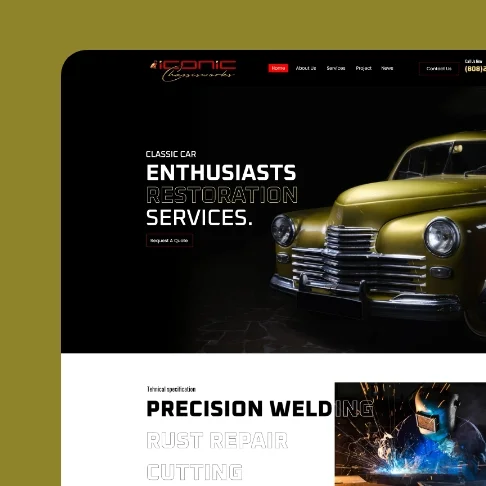 ICONIC
Chassisworks
Home About Us Services Project News Contact Us
Call A Now
(808)
CLASSIC CAR
ENTHUSIASTS
RESTORATION
SERVICES.
Request A Quote
Tehnical specification
PRECISION WELDING
RUST REPAIR
CUTTING